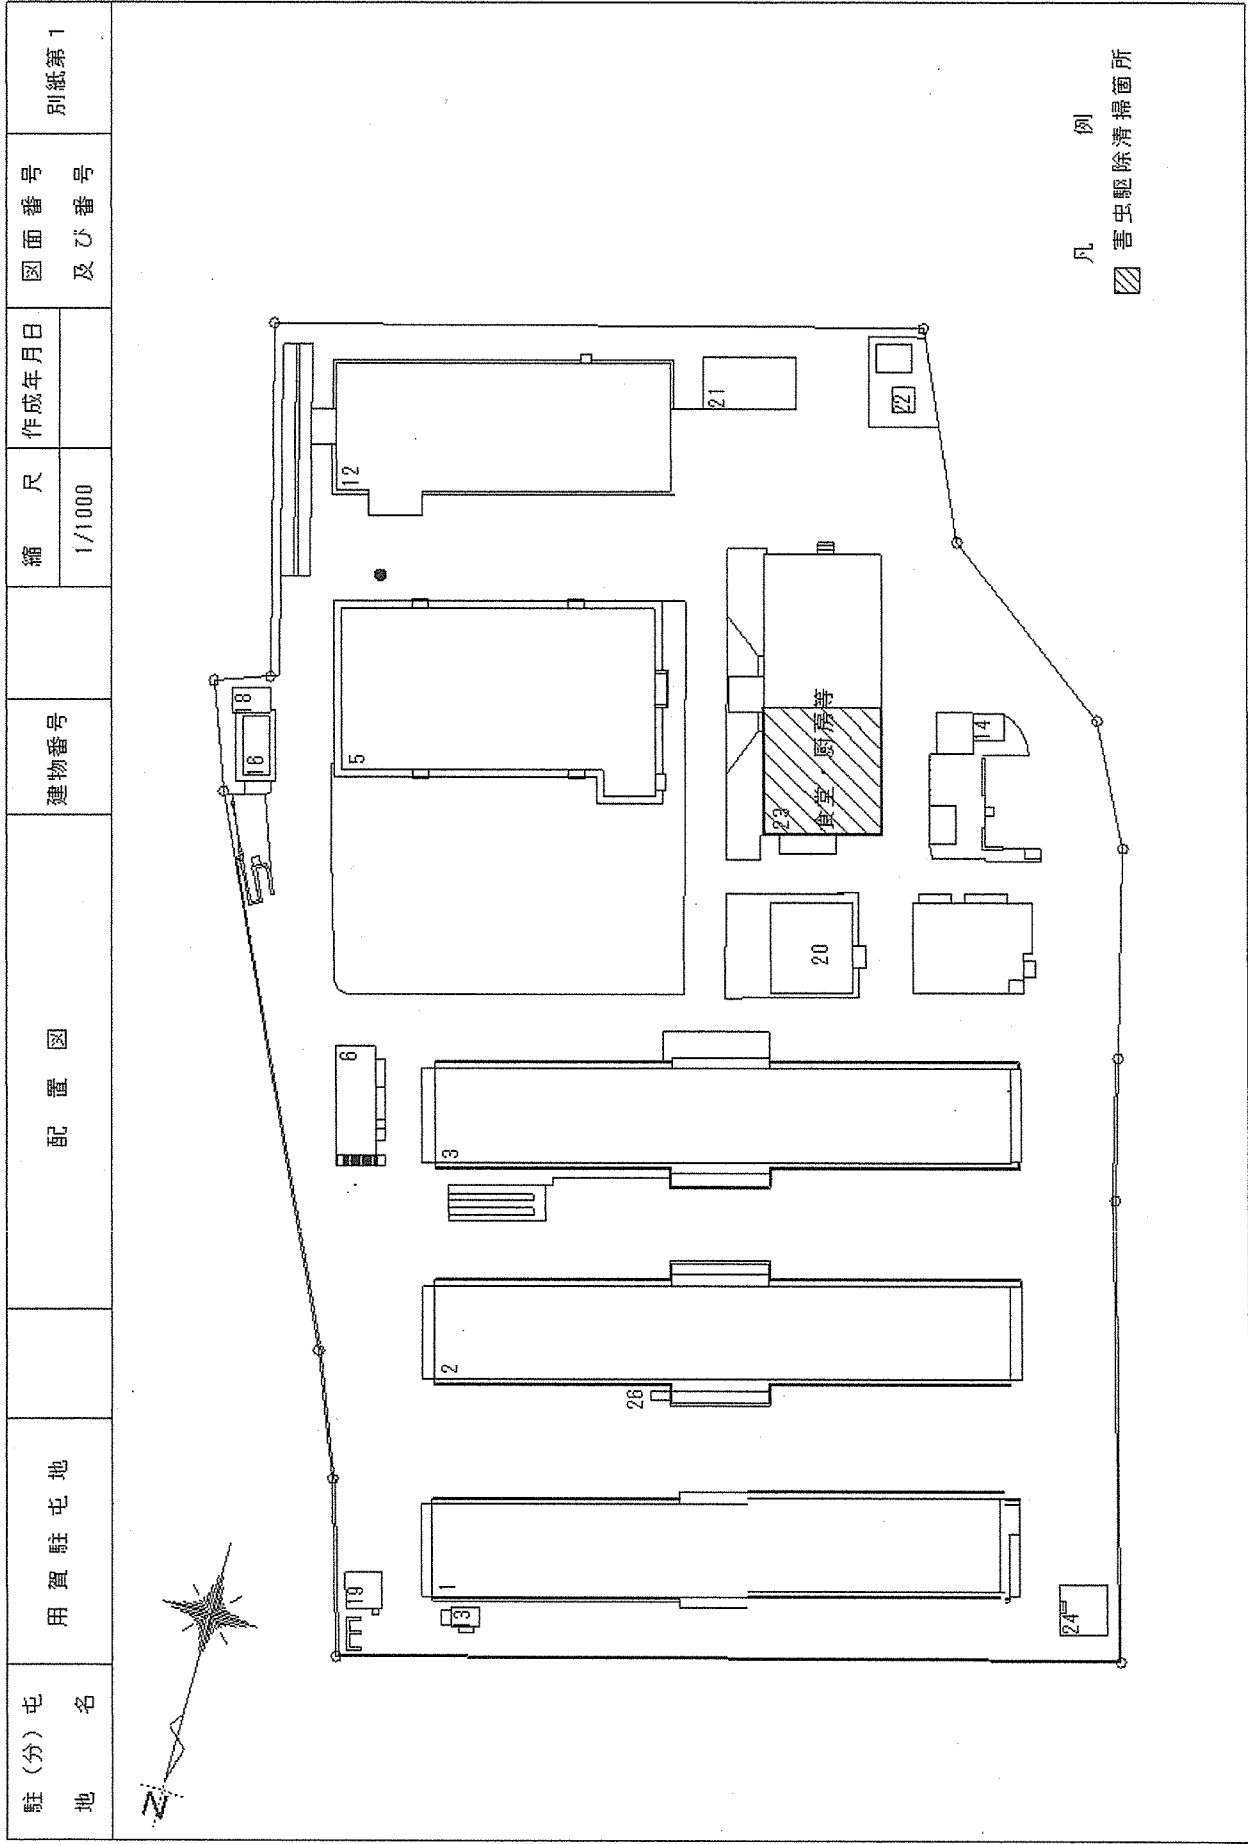 駐（分）屯
地　　名
用賀駐屯地
配　置　図
建物番号
縮　尺
1/1000
作成年月日
図面番号
及び番号
別紙第1
N
19
13
1
24
26
2
3
6
5
20
23
食堂・厨房等
14
16
18
12
21
22
凡　　例
害虫駆除清掃箇所